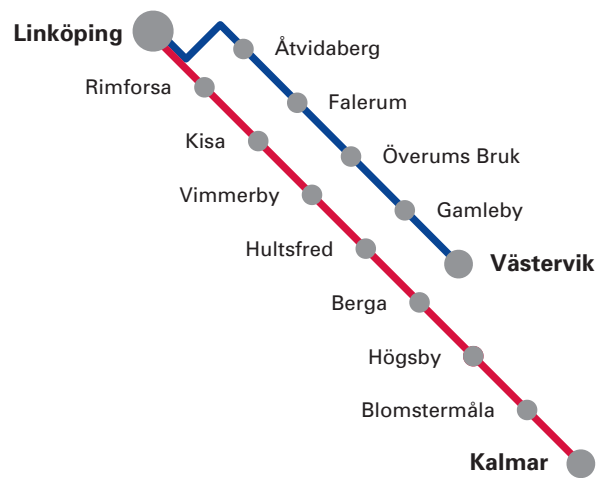 Linköping
Åtvidaberg
Rimforsa
Falerum
Kisa
Överums Bruk
Vimmerby
Gamleby
Hultsfred
Västervik
Berga
Högsby
Blomstermåla
Kalmar